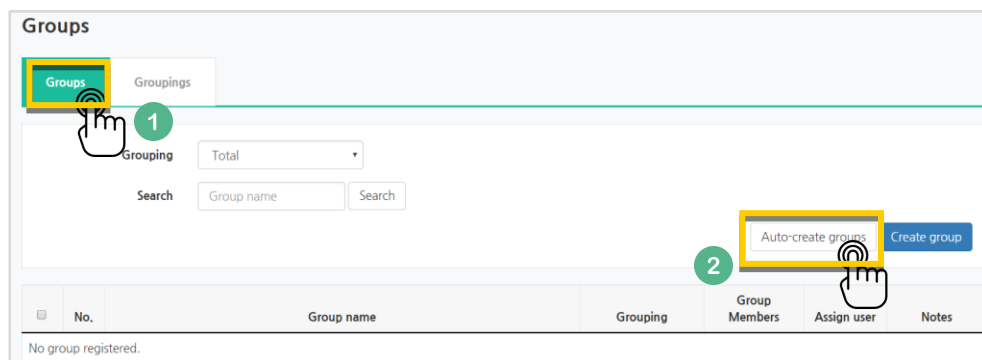 Groups
Groups Groupings
1
Grouping Total
Search Group name Search
Auto-create groups Create group
2
No. Group name Grouping Group Members Assign user Notes
No group registered.